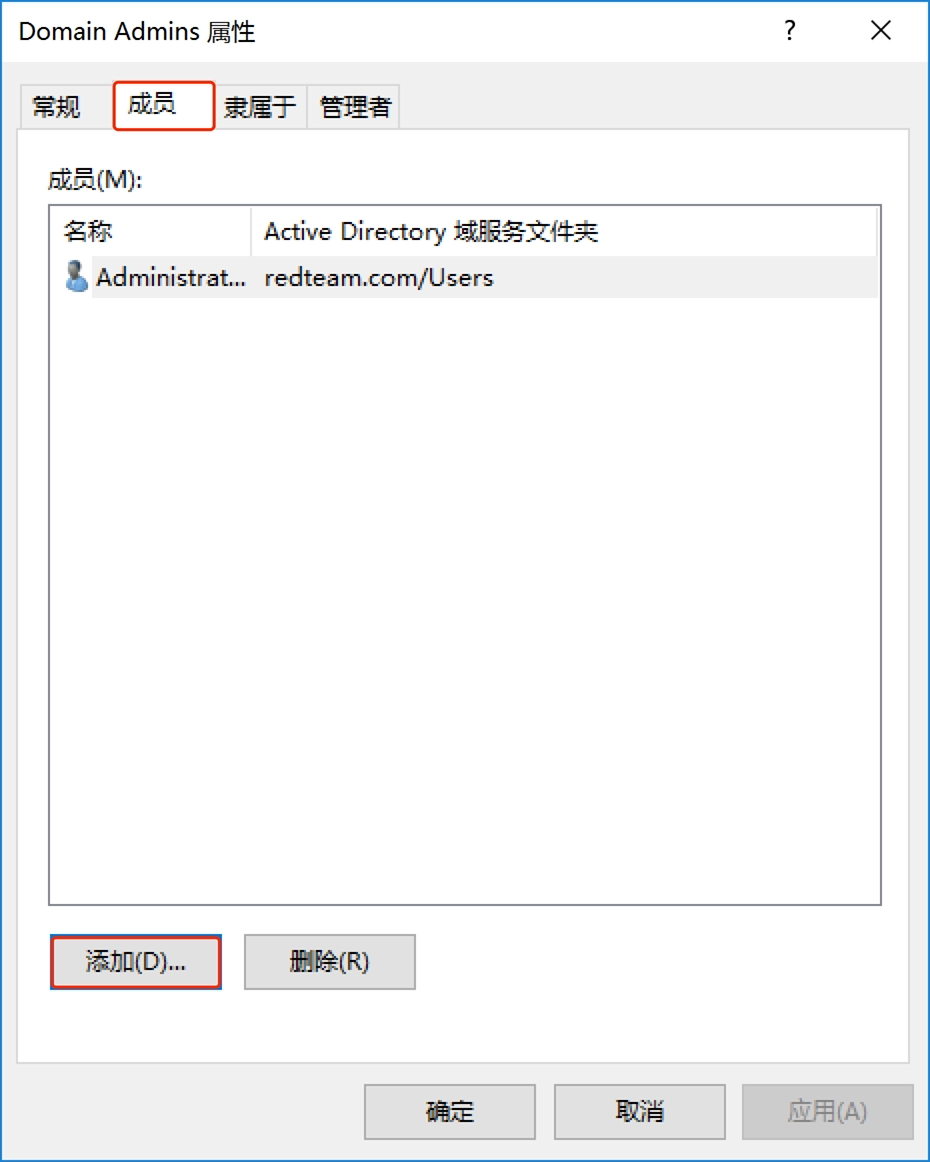 Domain Admins 属性
?
常规 成员 隶属于 管理者
成员(M):
名称 Active Directory 域服务文件夹
Administrat... redteam.com/Users
添加(D)... 删除(R)
确定 取消 应用(A)